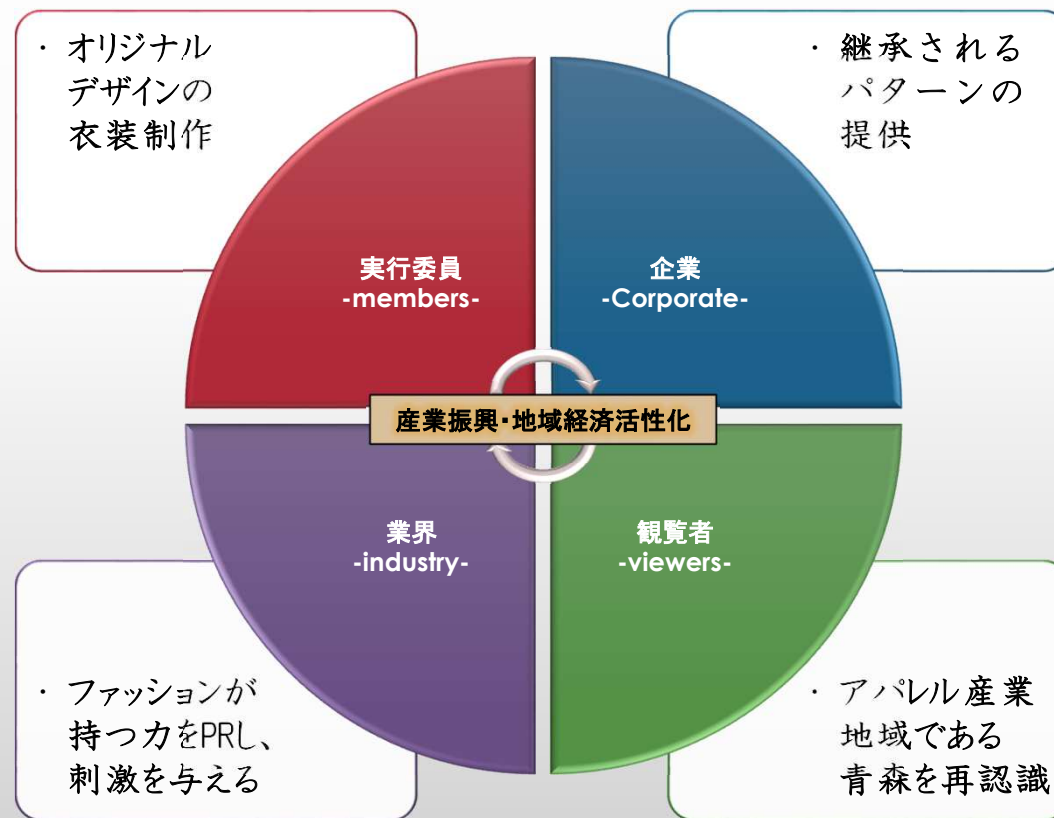 ・オリジナル
デザインの
衣装制作
・継承される
パターンの
提供
実行委員
-members-
企業
-Corporate-
産業振興・地域経済活性化
業界
-industry-
観覧者
-viewers-
・ファッションが
持つ力をPRし、
刺激を与える
・アパレル産業
地域である
青森を再認識